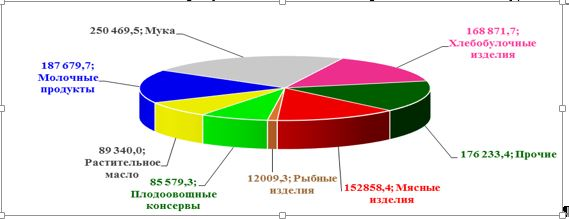 250 469,5; Мука
168 871,7;
Хлебобулочные
изделия
187 679,7;
Молочные
продукты
89 340,0;
Растительное
масло
85 579,3;
Плодоовощные
консервы
12009,3; Рыбные
изделия
152858,4; Мясные
изделия
176 233,4; Прочие